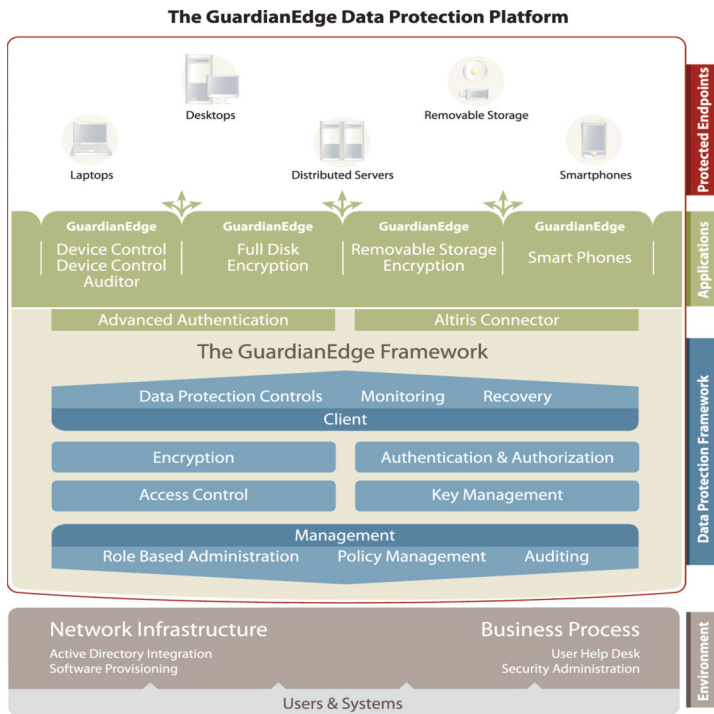 The GuardianEdge Data Protection Platform
Desktops
Removable Storage
Laptops
Distributed Servers
Smartphones
Protected Endpoints
GuardianEdge
Device Control
Device Control
Auditor
GuardianEdge
Full Disk
Encryption
GuardianEdge
Removable Storage
Encryption
GuardianEdge
Smart Phones
Applications
Advanced Authentication
Altiris Connector
The GuardianEdge Framework
Data Protection Controls
Monitoring
Recovery
Client
Encryption
Authentication & Authorization
Access Control
Key Management
Management
Role Based Administration
Policy Management
Auditing
Data Protection Framework
Network Infrastructure
Active Directory Integration
Software Provisioning
Business Process
User Help Desk
Security Administration
Users & Systems
Environment